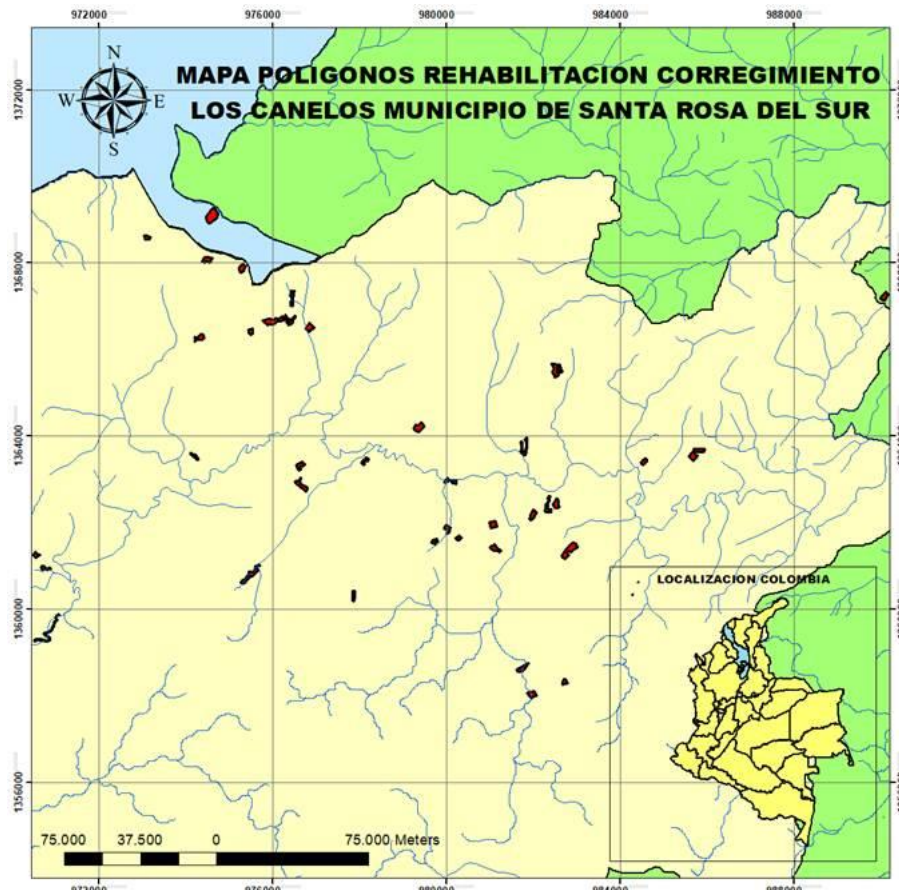 972000 976000 980000 984000 988000
N
W E
S
MAPA POLIGONOS REHABILITACION CORREGIMIENTO
LOS CANELOS MUNICIPIO DE SANTA ROSA DEL SUR
1372000
1368000
1364000
1360000
1356000
LOCALIZACION COLOMBIA
75.000 37.500 0 75.000 Meters